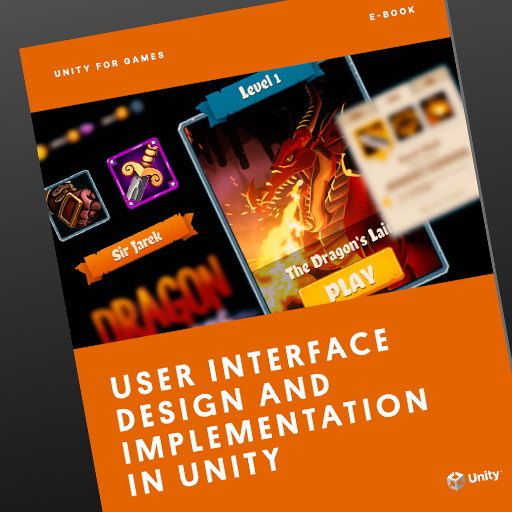 UNITY FOR GAMES
E-BOOK
Level 1
Sir Jarek
The Dragon's Lai
PLAY
DRAGON
USER INTERFACE
DESIGN AND
IMPLEMENTATION
IN UNITY
Unity